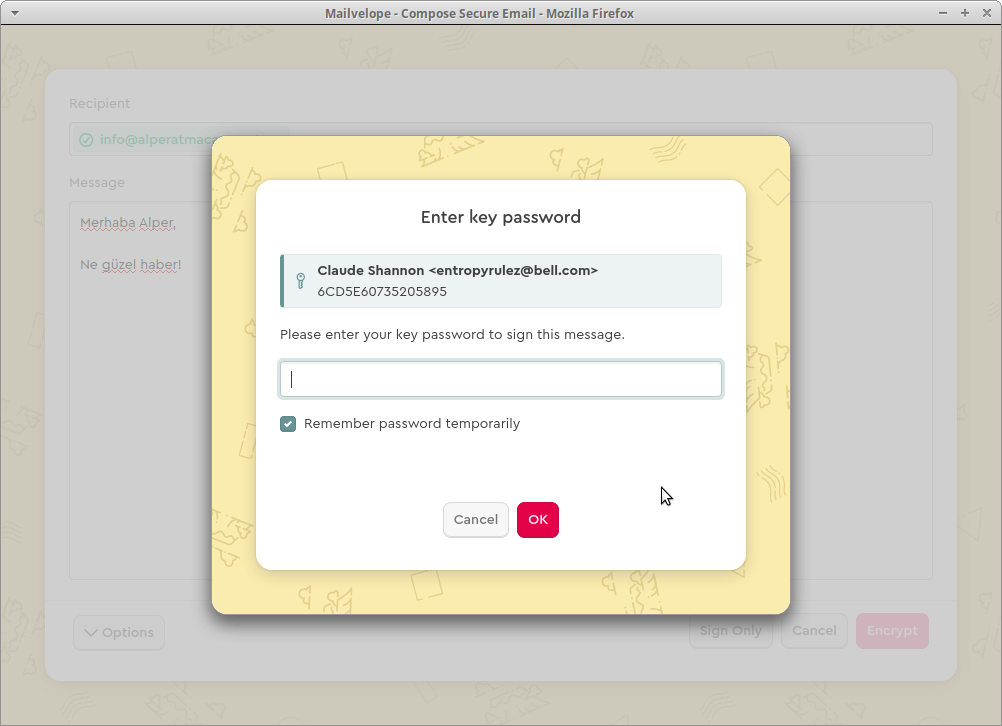 Mailvelope - Compose Secure Email - Mozilla Firefox
Recipient
info@alperatmac
Message
Merhaba Alper,
Ne güzel haber!
Enter key password
Claude Shannon <entropyrulez@bell.com>
6CD5E60735205895
Please enter your key password to sign this message.
Remember password temporarily
Cancel
OK
Options
Sign Only
Cancel
Encrypt